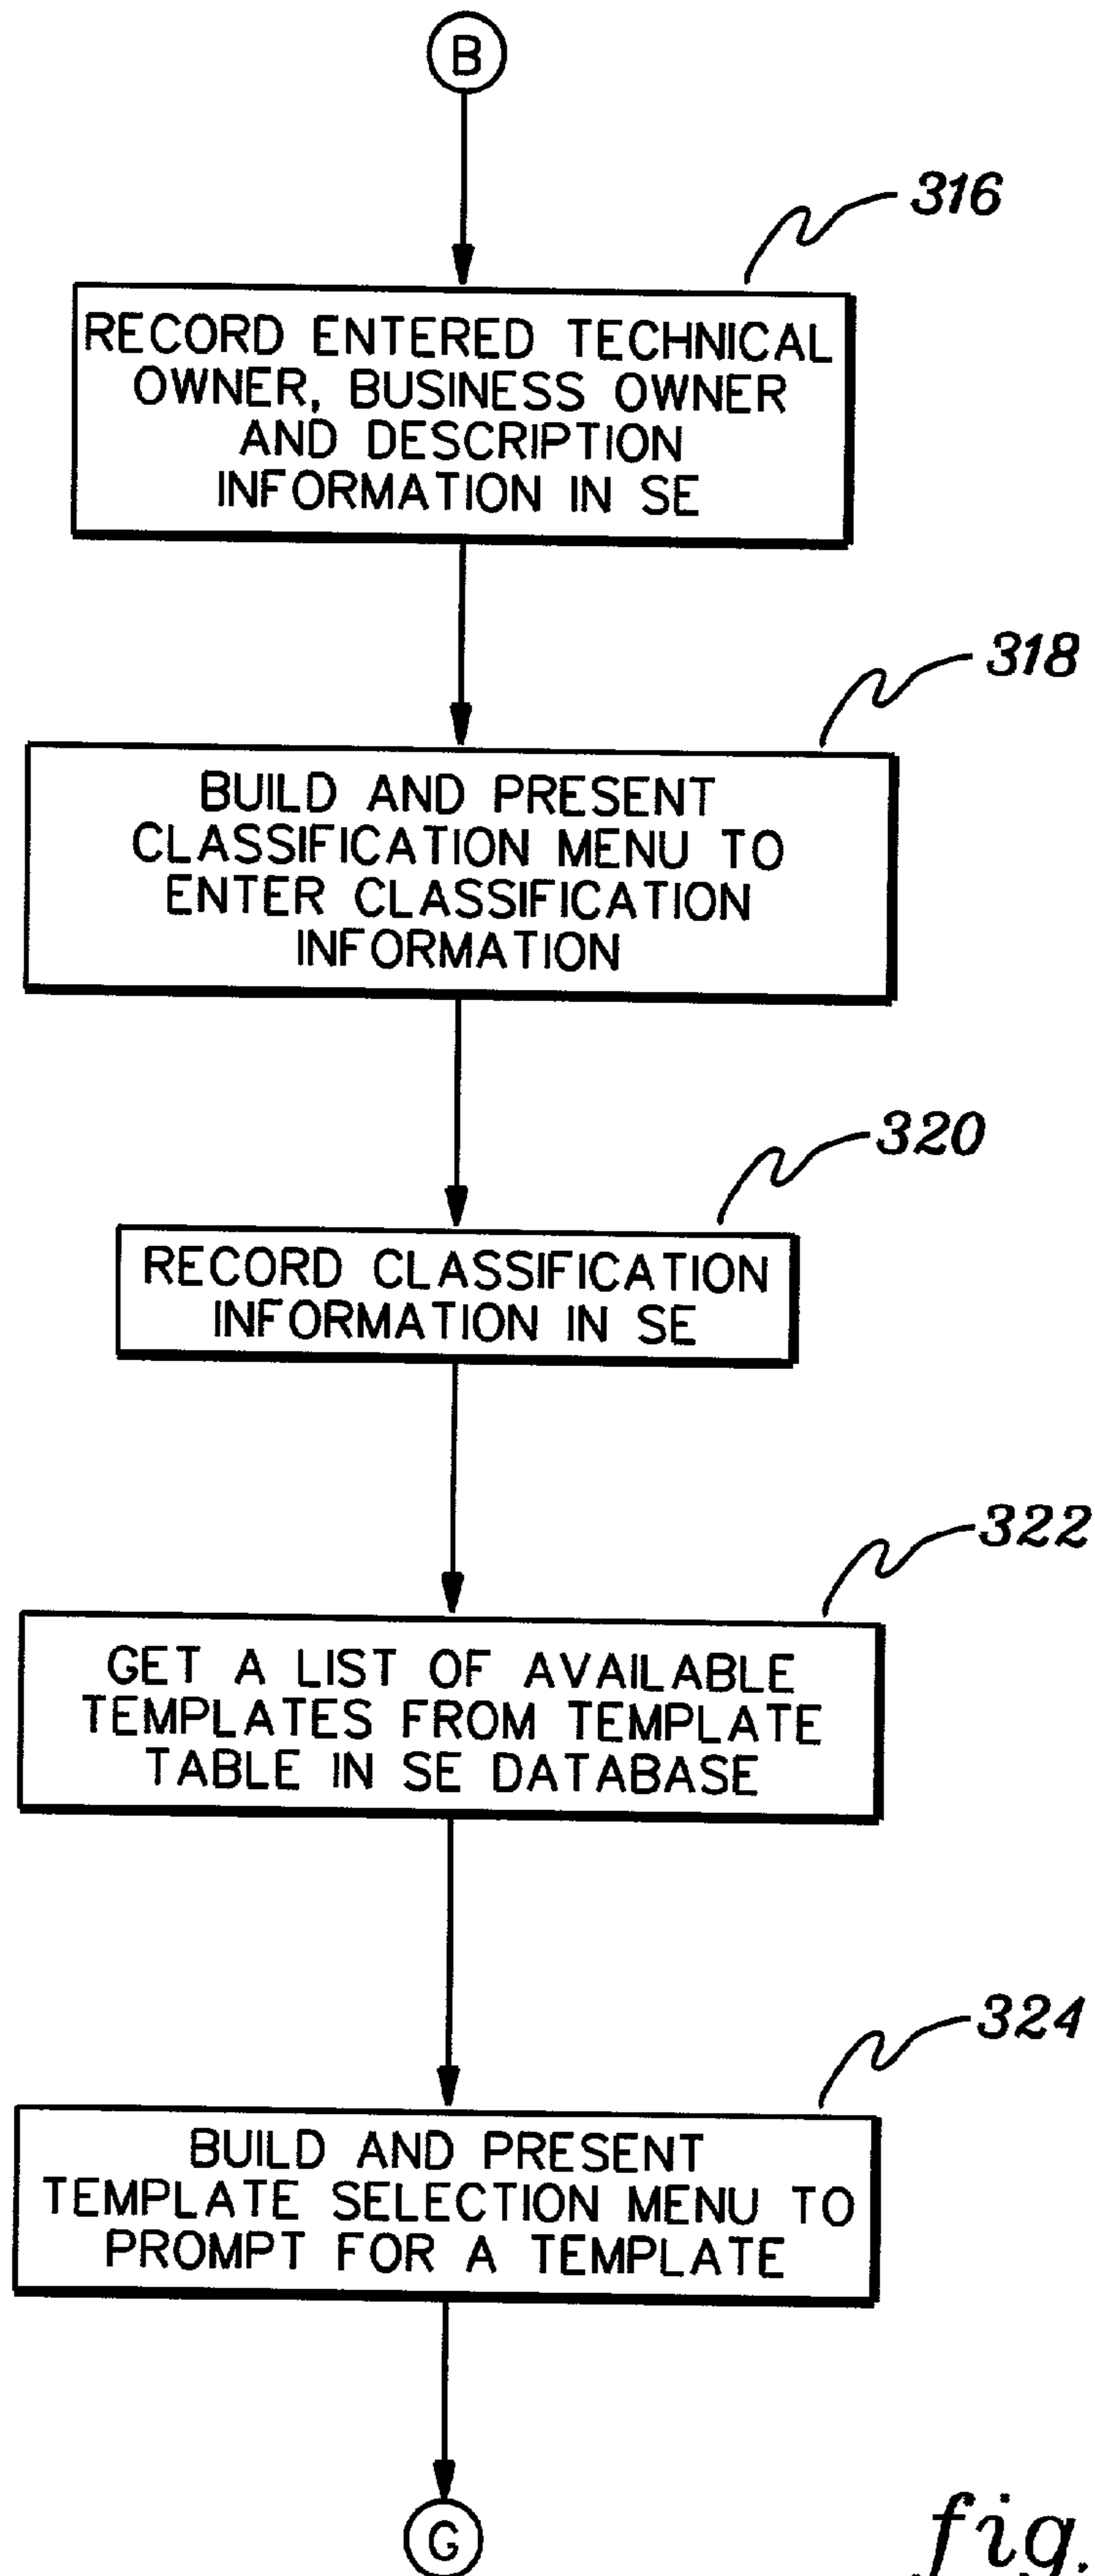 B
316
RECORD ENTERED TECHNICAL
OWNER, BUSINESS OWNER
AND DESCRIPTION
INFORMATION IN SE
318
BUILD AND PRESENT
CLASSIFICATION MENU TO
ENTER CLASSIFICATION
INFORMATION
320
RECORD CLASSIFICATION
INFORMATION IN SE
322
GET A LIST OF AVAILABLE
TEMPLATES FROM TEMPLATE
TABLE IN SE DATABASE
324
BUILD AND PRESENT
TEMPLATE SELECTION MENU TO
PROMPT FOR A TEMPLATE
G
fig.